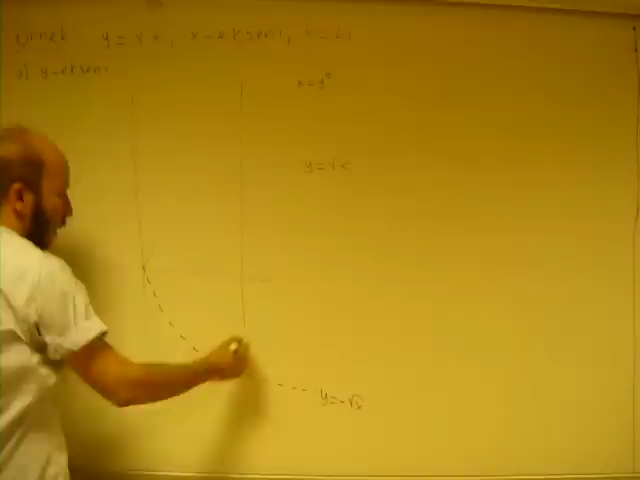 Örnek: y = √x, x-ekseni, x = 4
a) y-ekseni
x = y²
y = √x
y = -√x